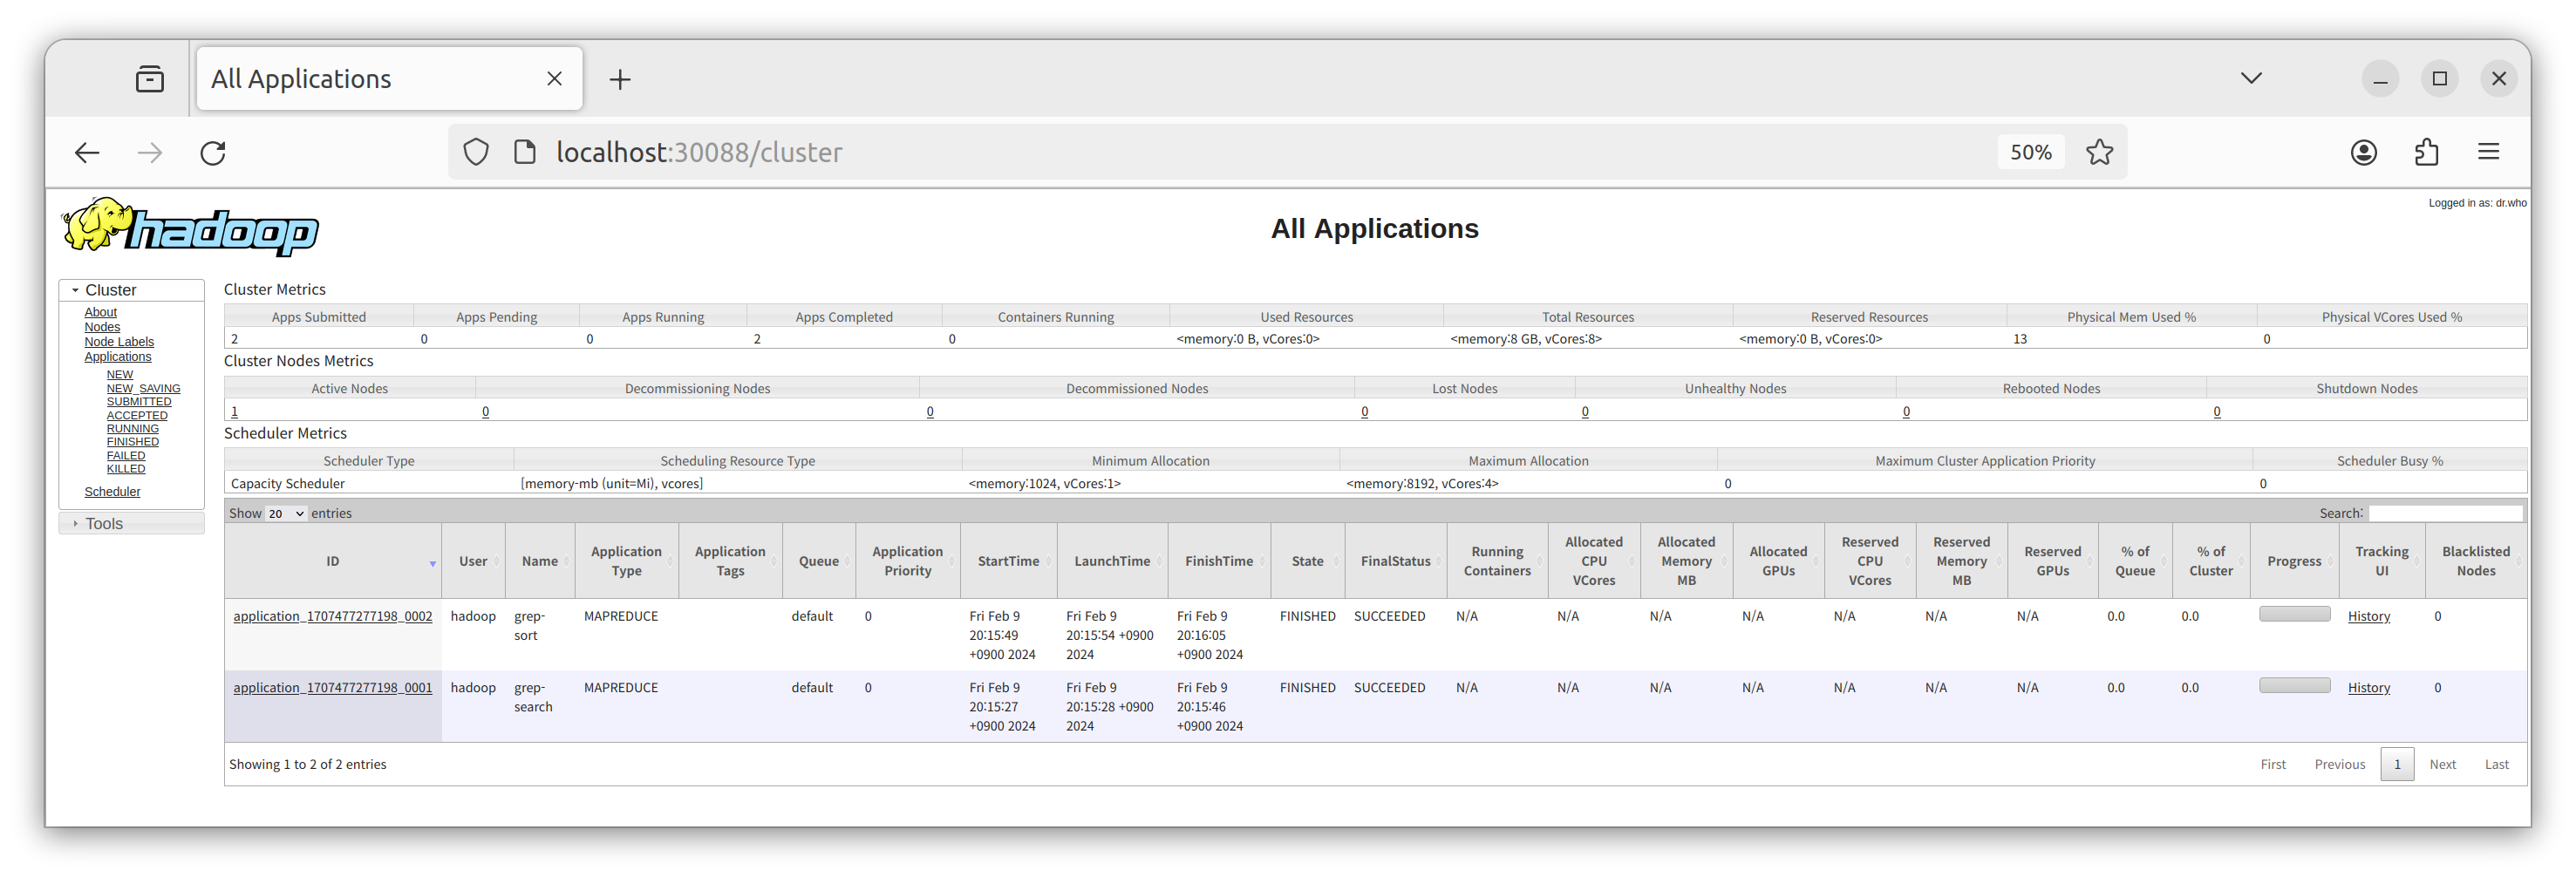 All Applications
localhost:30088/cluster
50%
hadoop
All Applications
Logged in as: dr.who
Cluster
About
Nodes
Node Labels
Applications
NEW
NEW_SAVING
SUBMITTED
ACCEPTED
RUNNING
FINISHED
FAILED
KILLED
Scheduler
Tools
Cluster Metrics
Apps Submitted Apps Pending Apps Running Apps Completed Containers Running Used Resources Total Resources Reserved Resources Physical Mem Used % Physical VCores Used %
2 0 0 2 0 <memory:0 B, vCores:0> <memory:8 GB, vCores:8> <memory:0 B, vCores:0> 13 0
Cluster Nodes Metrics
Active Nodes Decommissioning Nodes Decommissioned Nodes Lost Nodes Unhealthy Nodes Rebooted Nodes Shutdown Nodes
1 0 0 0 0 0 0
Scheduler Metrics
Scheduler Type Scheduling Resource Type Minimum Allocation Maximum Allocation Maximum Cluster Application Priority Scheduler Busy %
Capacity Scheduler [memory-mb (unit=Mi), vcores] <memory:1024, vCores:1> <memory:8192, vCores:4> 0 0
Show 20 entries Search:
ID User Name Application Type Application Tags Queue Application Priority StartTime LaunchTime FinishTime State FinalStatus Running Containers Allocated CPU VCores Allocated Memory MB Allocated GPUs Reserved CPU VCores Reserved Memory MB Reserved GPUs % of Queue % of Cluster Progress Tracking UI Blacklisted Nodes
application_1707477277198_0002 hadoop grep- MAPREDUCE default 0 Fri Feb 9 Fri Feb 9 Fri Feb 9 FINISHED SUCCEEDED N/A N/A N/A N/A N/A N/A N/A 0.0 0.0 History 0
sort 20:15:49 20:15:54 +0900 20:16:05
+0900 2024 2024 +0900 2024
application_1707477277198_0001 hadoop grep- MAPREDUCE default 0 Fri Feb 9 Fri Feb 9 Fri Feb 9 FINISHED SUCCEEDED N/A N/A N/A N/A N/A N/A N/A 0.0 0.0 History 0
search 20:15:27 20:15:28 +0900 20:15:46
+0900 2024 2024 +0900 2024
Showing 1 to 2 of 2 entries First Previous 1 Next Last